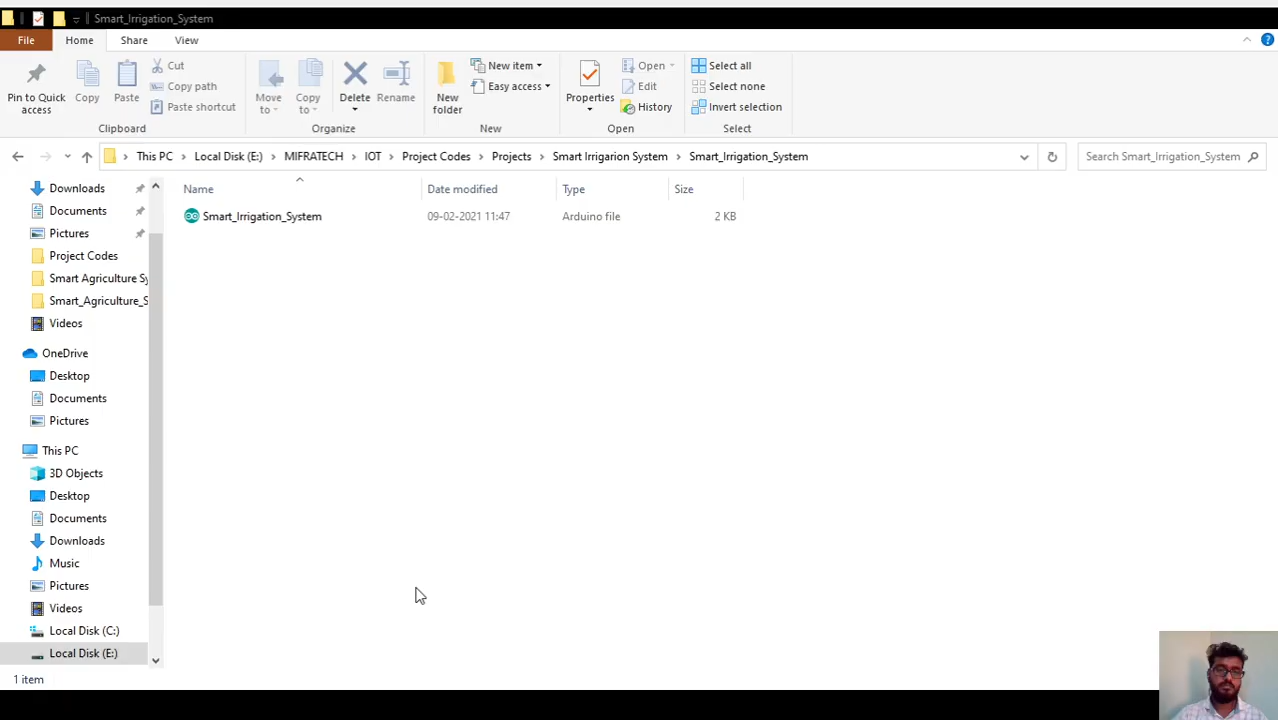 Smart_Irrigation_System
File Home Share View
Pin to Quick access
Copy
Paste
Cut
Copy path
Paste shortcut
Clipboard
Move to
Copy to
Delete
Rename
Organize
New folder
New item
Easy access
New
Properties
Open
Edit
History
Open
Select all
Select none
Invert selection
Select
This PC > Local Disk (E:) > MIFRATECH > IOT > Project Codes > Projects > Smart Irrigarion System > Smart_Irrigation_System
Search Smart_Irrigation_System
Name Date modified Type Size
Smart_Irrigation_System 09-02-2021 11:47 Arduino file 2 KB
Downloads
Documents
Pictures
Project Codes
Smart Agriculture Sy
Smart_Agriculture_S
Videos
OneDrive
Desktop
Documents
Pictures
This PC
3D Objects
Desktop
Documents
Downloads
Music
Pictures
Videos
Local Disk (C:)
Local Disk (E:)
1 item